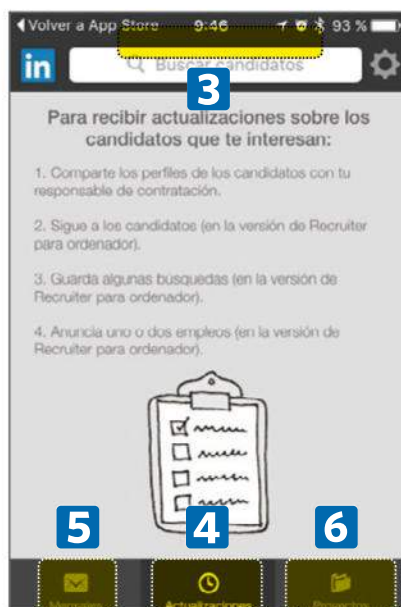 Volver a App Store 9:46 93 %
in Buscar candidatos
3
Para recibir actualizaciones sobre los
candidatos que te interesan:
1. Comparte los perfiles de los candidatos con tu
responsable de contratación.
2. Sigue a los candidatos (en la versión de Recruiter
para ordenador).
3. Guarda algunas búsquedas (en la versión de
Recruiter para ordenador).
4. Anuncia uno o dos empleos (en la versión de
Recruiter para ordenador).
5 4 6
Mensajes Actualizaciones